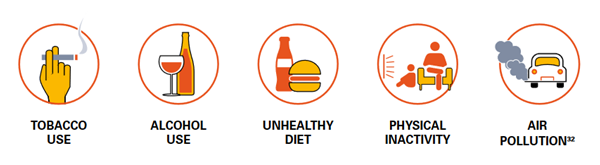 TOBACCO
USE
ALCOHOL
USE
UNHEALTHY
DIET
PHYSICAL
INACTIVITY
AIR
POLLUTION³²